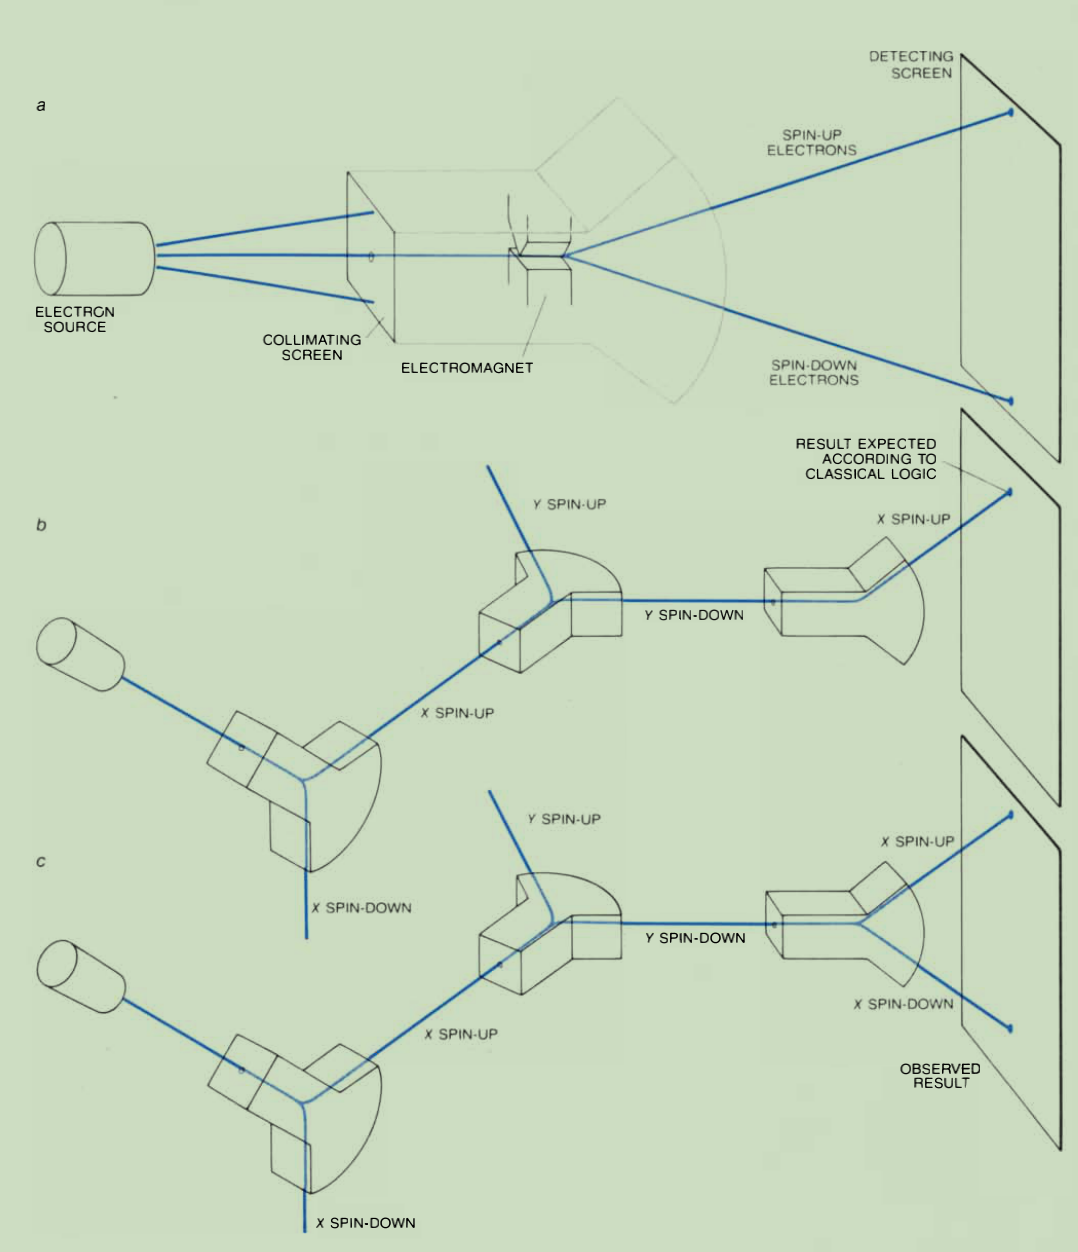 a
DETECTING
SCREEN
SPIN-UP
ELECTRONS
ELECTRON
SOURCE
COLLIMATING
SCREEN
ELECTROMAGNET
SPIN-DOWN
ELECTRONS
RESULT EXPECTED
ACCORDING TO
CLASSICAL LOGIC
b
Y SPIN-UP
X SPIN-UP
Y SPIN-DOWN
X SPIN-UP
X SPIN-DOWN
c
Y SPIN-UP
X SPIN-UP
Y SPIN-DOWN
X SPIN-DOWN
X SPIN-UP
OBSERVED
RESULT
X SPIN-DOWN